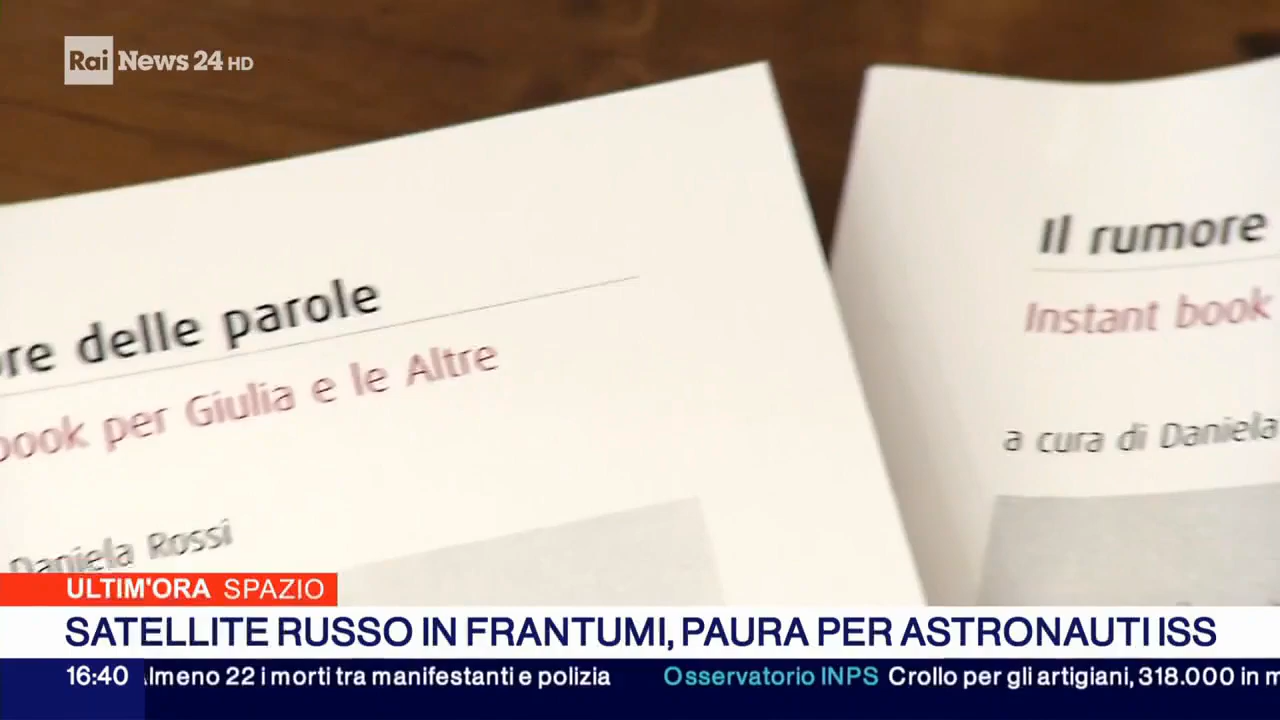 Rai News 24 HD
delle parole
per Giulia e le Altre
Daniela Rossi
Il rumore
Instant book
a cura di Daniela
ULTIM'ORA SPAZIO
SATELLITE RUSSO IN FRANTUMI, PAURA PER ASTRONAUTI ISS
16:40 lmeno 22 i morti tra manifestanti e polizia Osservatorio INPS Crollo per gli artigiani, 318.000 in m